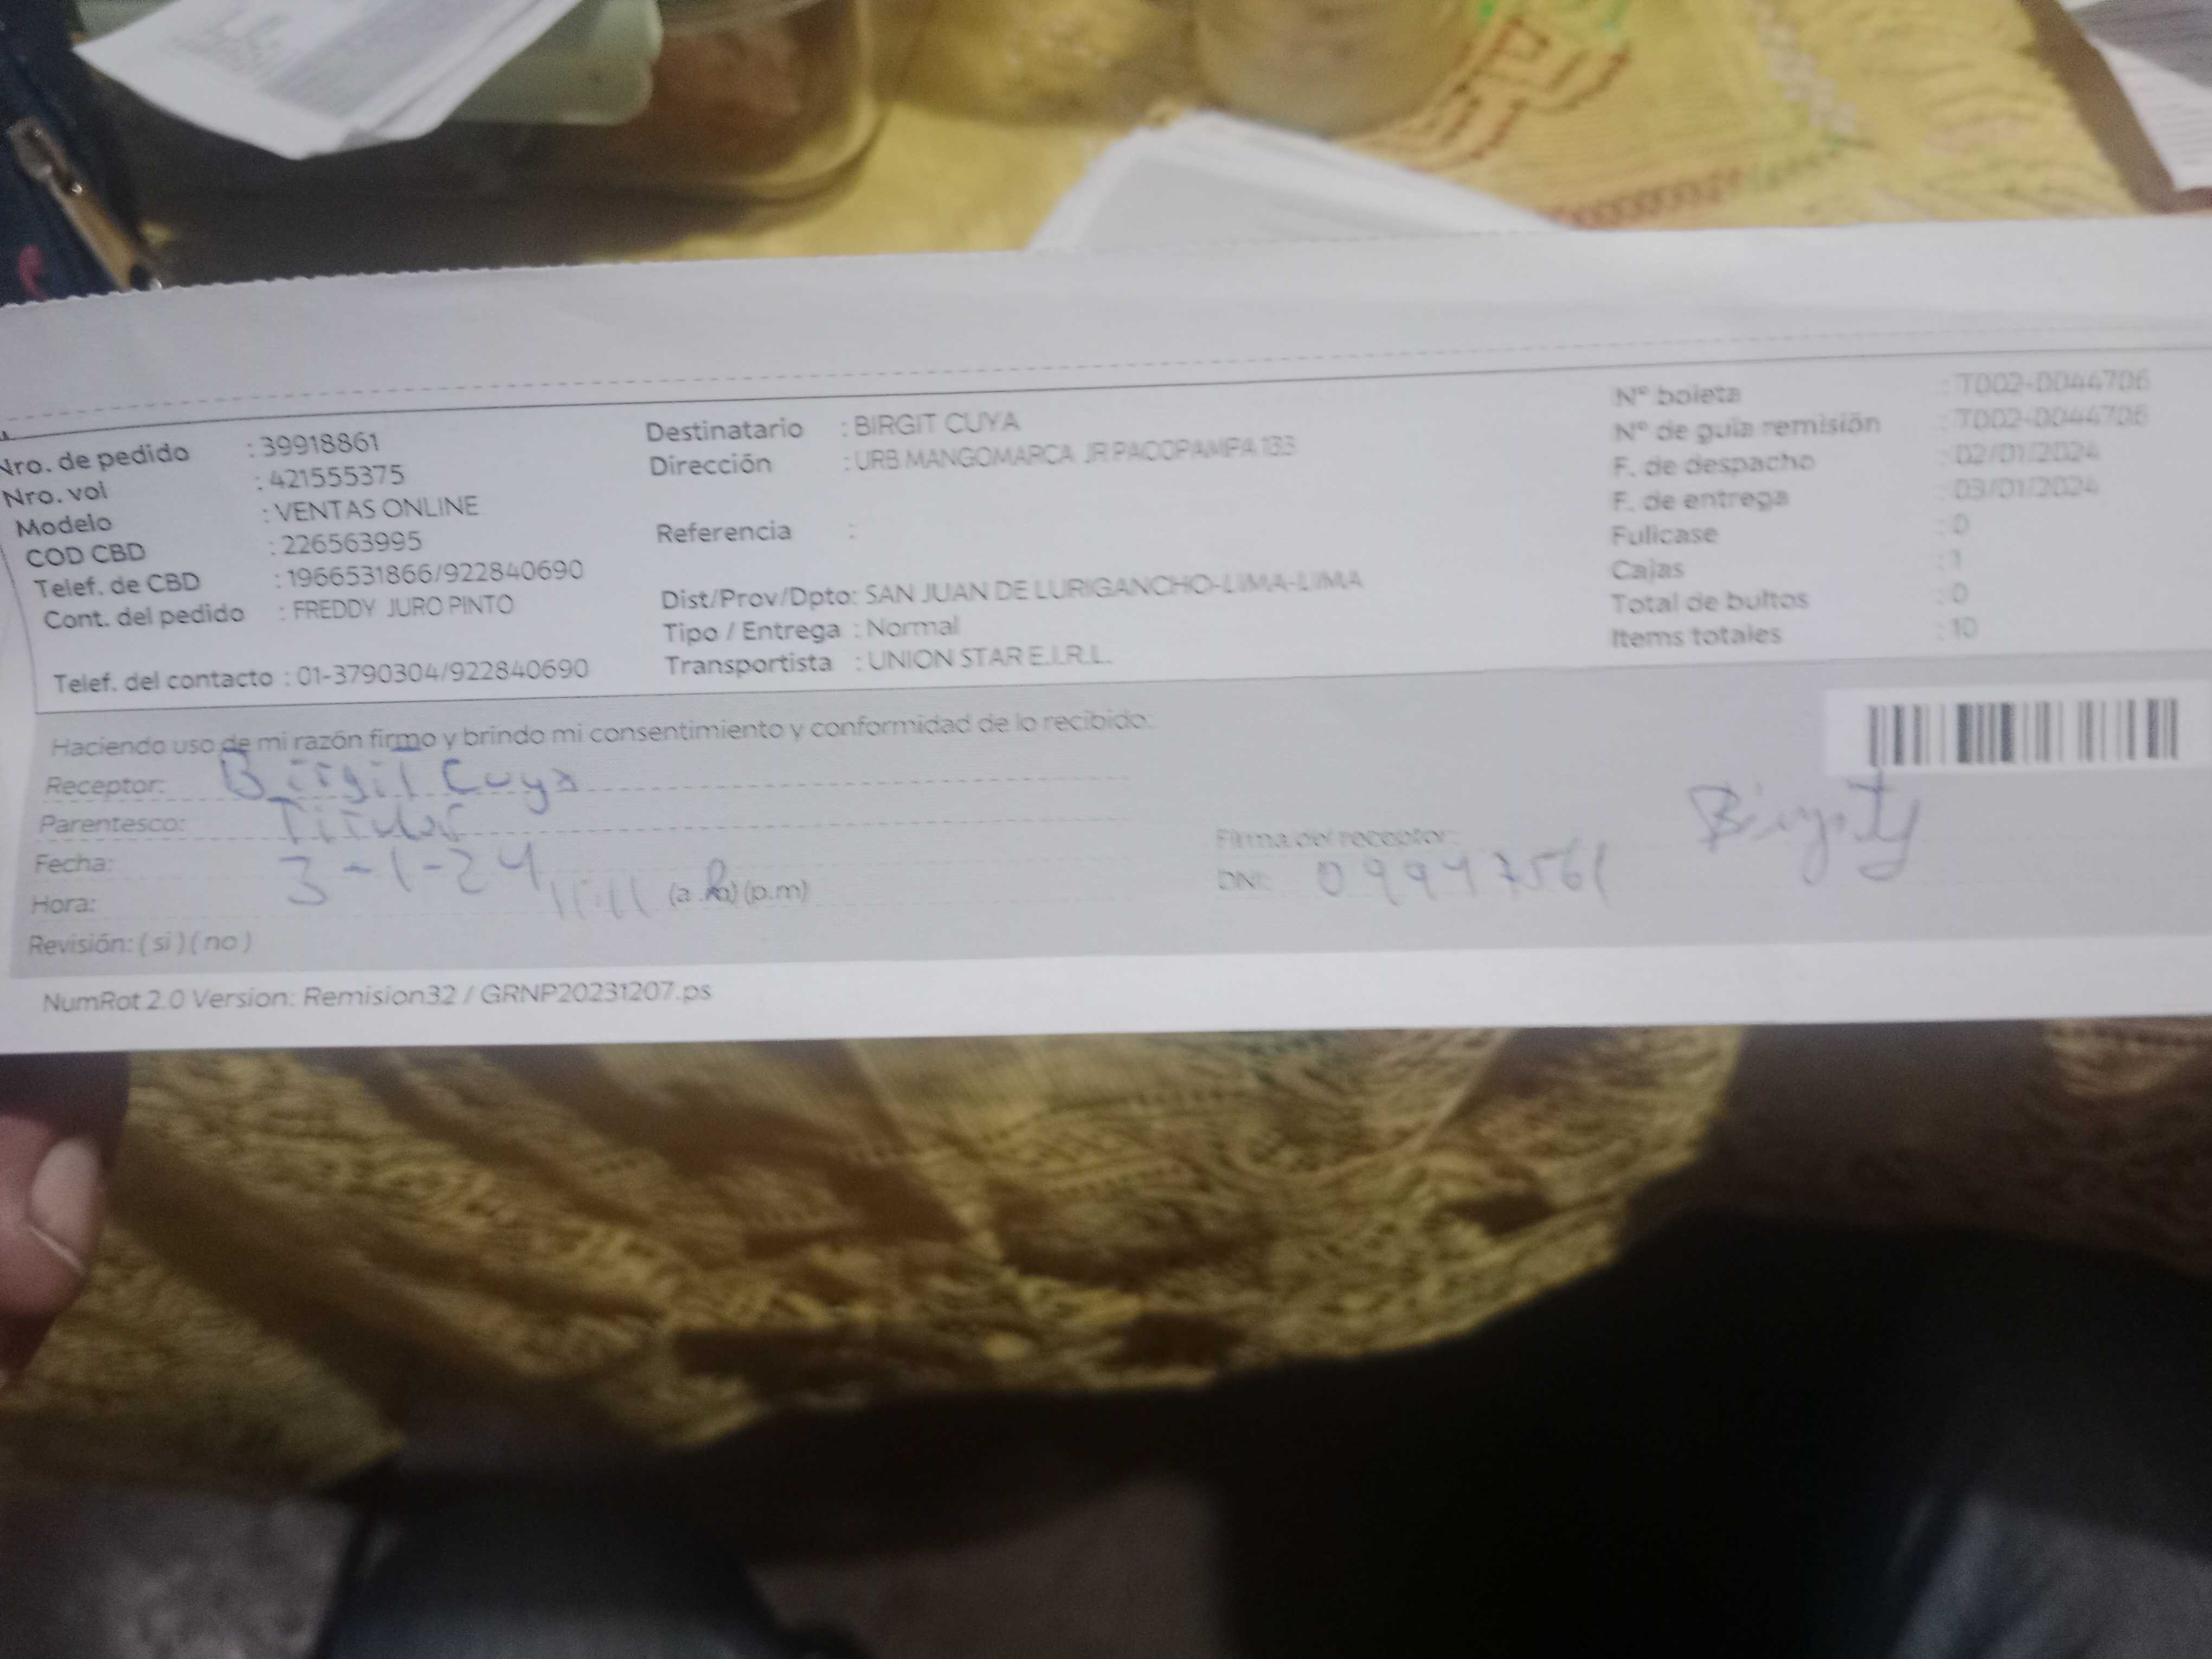 Nro. de pedido : 39918861
Nro. vol : 421555375
Modelo : VENTAS ONLINE
COD CBD : 226563995
Telef. de CBD : 1966531866/922840690
Cont. del pedido : FREDDY JURO PINTO
Telef. del contacto : 01-3790304/922840690
Destinatario : BIRGIT CUYA
Dirección : URB MANGOMARCA JR PACOPAMPA 133
Referencia :
Dist/Prov/Dpto: SAN JUAN DE LURIGANCHO-LIMA-LIMA
Tipo / Entrega : Normal
Transportista : UNION STAR E.I.R.L.
N° boleta : T002-0044706
N° de guia remisión : T002-0044706
F. de despacho : 02/01/2024
F. de entrega : 03/01/2024
Fullcase : 0
Cajas : 1
Total de bultos : 0
Items totales : 10
Haciendo uso de mi razón firmo y brindo mi consentimiento y conformidad de lo recibido:
Receptor: Birgit Cuya
Parentesco: Titular
Fecha: 3-1-24
Hora: 11:11 (a.m) (p.m)
Revisión: ( si ) ( no )
Firma del receptor:
DNI: 09947561
NumRot 2.0 Version: Remision32 / GRNP20231207.ps